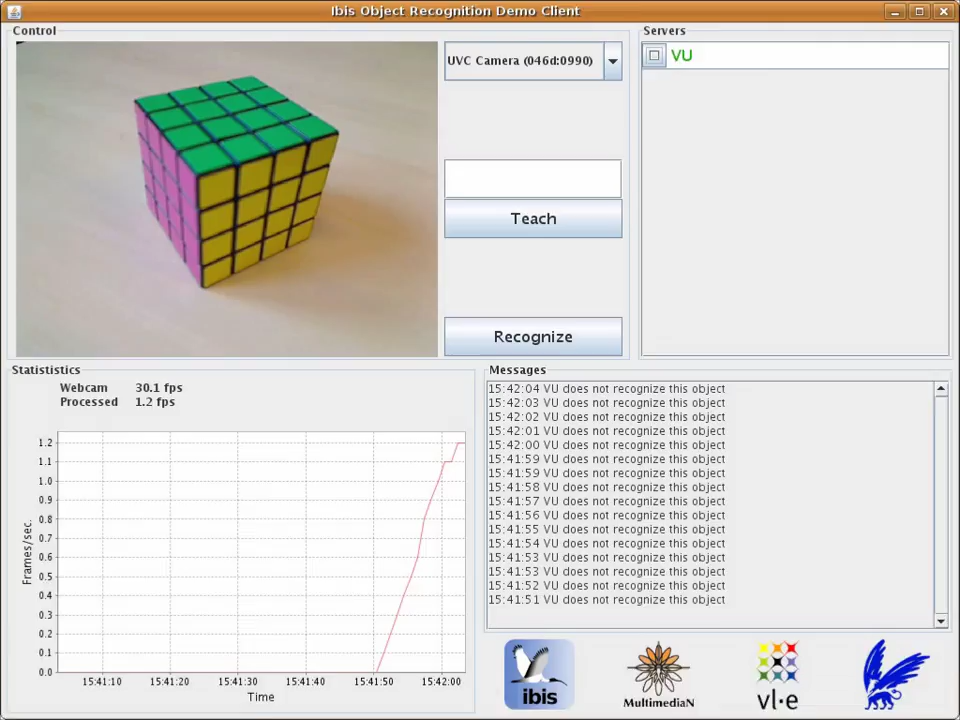 Ibis Object Recognition Demo Client
Control
UVC Camera (046d:0990)
Teach
Recognize
Servers
VU
Statististics
Webcam 30.1 fps
Processed 1.2 fps
Frames/sec.
1.2
1.1
1.0
0.9
0.8
0.7
0.6
0.5
0.4
0.3
0.2
0.1
0.0
15:41:10 15:41:20 15:41:30 15:41:40 15:41:50 15:42:00
Time
Messages
15:42:04 VU does not recognize this object
15:42:03 VU does not recognize this object
15:42:02 VU does not recognize this object
15:42:01 VU does not recognize this object
15:42:00 VU does not recognize this object
15:41:59 VU does not recognize this object
15:41:59 VU does not recognize this object
15:41:58 VU does not recognize this object
15:41:57 VU does not recognize this object
15:41:56 VU does not recognize this object
15:41:55 VU does not recognize this object
15:41:54 VU does not recognize this object
15:41:53 VU does not recognize this object
15:41:53 VU does not recognize this object
15:41:52 VU does not recognize this object
15:41:51 VU does not recognize this object
ibis
MultimediaN
vl·e